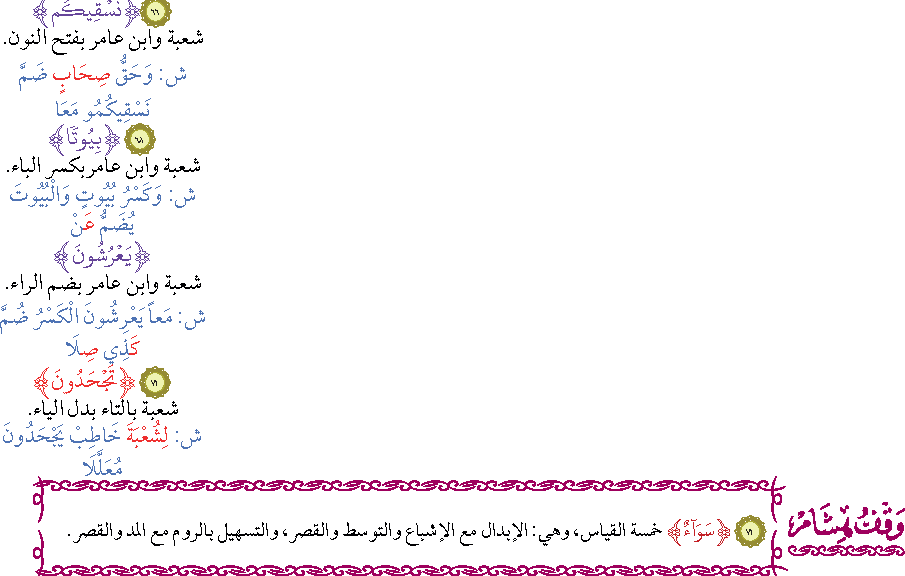 ٦٦ ﴿نَسْقِيكُم﴾
شعبة وابن عامر بفتح النون.
ش: وَحَقُّ صِحَابٍ ضَمَّ
نَسْقِيكُمُو مَعَا
٦٨ ﴿بِيُوتًا﴾
شعبة وابن عامر بكسر الباء.
ش: وَكَسْرُ بُيُوتٍ وَالْبُيُوتَ
يُضَمُّ عَنْ
﴿يَعْرُشُونَ﴾
شعبة وابن عامر بضم الراء.
ش: مَعاً يَعْرِشُونَ الْكَسْرُ ضُمَّ
كَذِي صِلَا
٧١ ﴿تَجْحَدُونَ﴾
شعبة بالتاء بدل الياء.
ش: لِشُعْبَةَ خَاطِبْ يَجْحَدُونَ
مُعَلَّلَا
وَقْفُ هِشَامٍ
٧١ ﴿سَوَآءٌ﴾ خمسة القياس، وهي: الإبدال مع الإشباع والتوسط والقصر، والتسهيل بالروم مع المد والقصر.